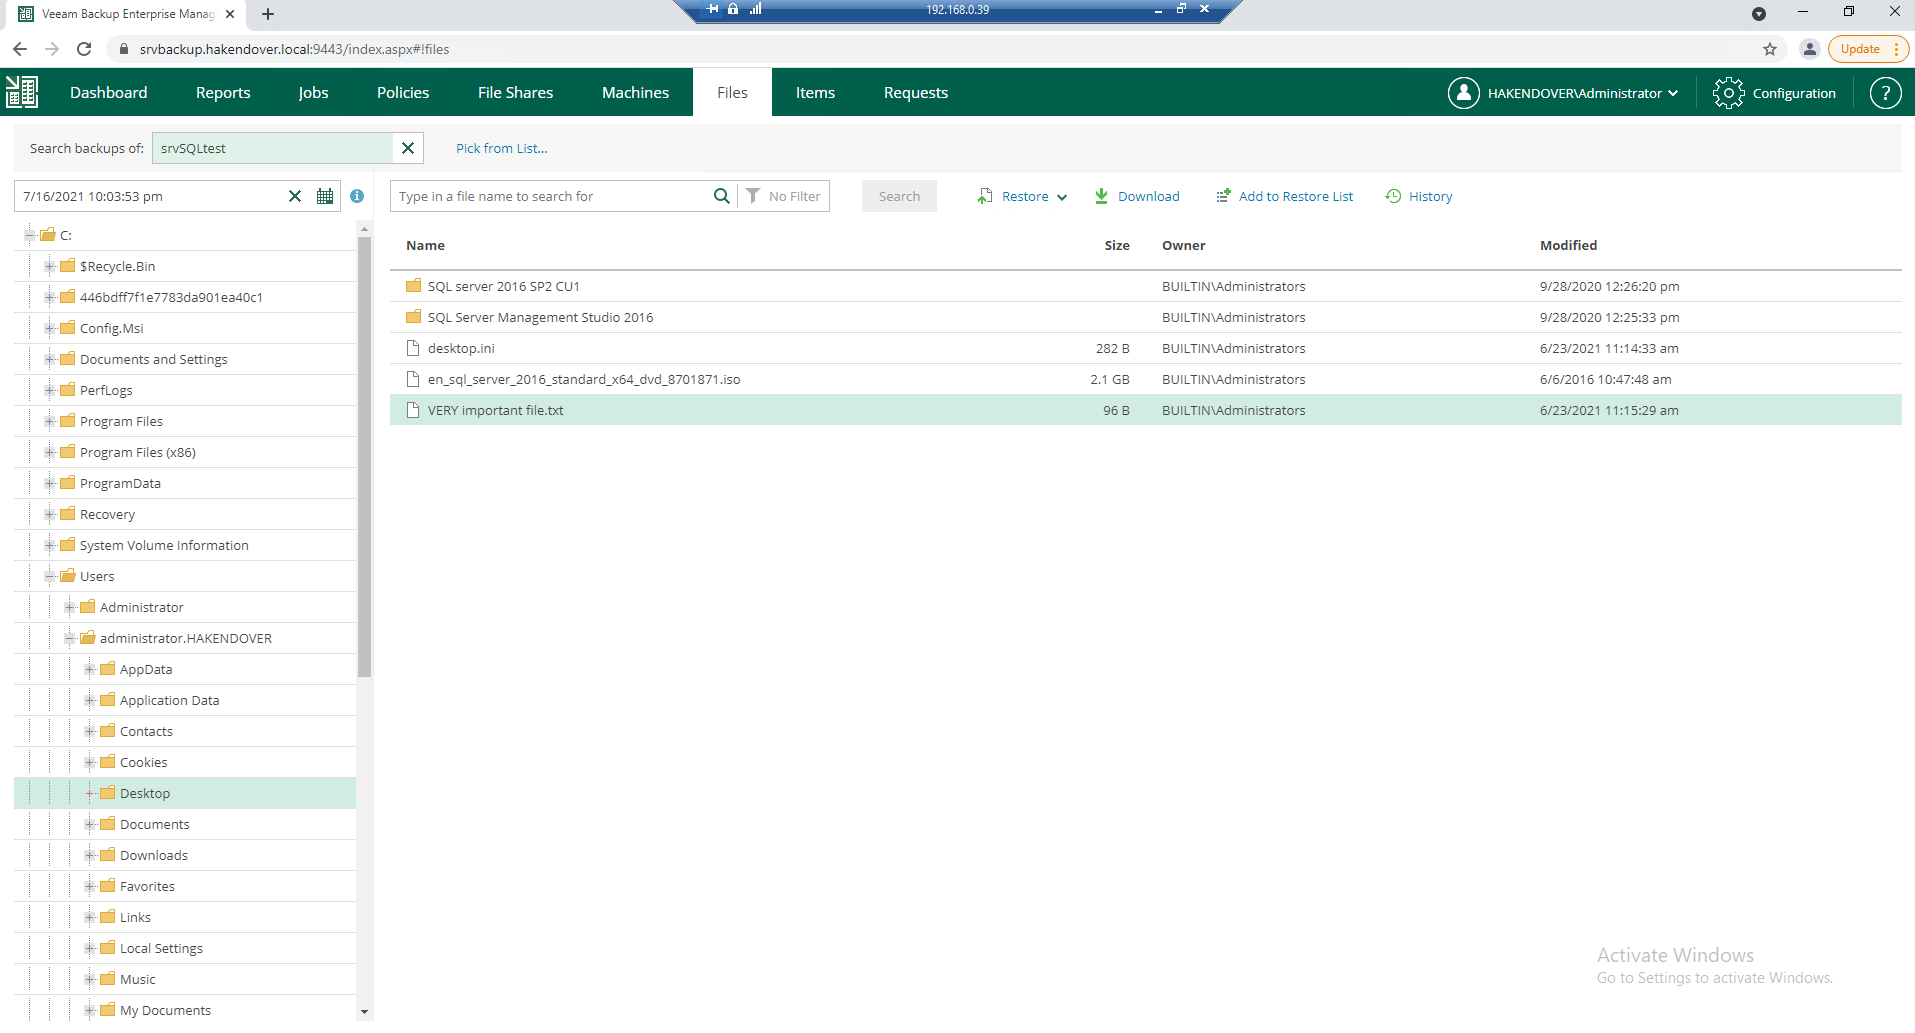 Veeam Backup Enterprise Manag
192.168.0.39
srvbackup.hakendover.local:9443/index.aspx#!files
Update
Dashboard Reports Jobs Policies File Shares Machines Files Items Requests HAKENDOVER\Administrator Configuration ?
Search backups of: srvSQLtest Pick from List...
7/16/2021 10:03:53 pm
Type in a file name to search for No Filter Search Restore Download Add to Restore List History
Name Size Owner Modified
SQL server 2016 SP2 CU1 BUILTIN\Administrators 9/28/2020 12:26:20 pm
SQL Server Management Studio 2016 BUILTIN\Administrators 9/28/2020 12:25:33 pm
desktop.ini 282 B BUILTIN\Administrators 6/23/2021 11:14:33 am
en_sql_server_2016_standard_x64_dvd_8701871.iso 2.1 GB BUILTIN\Administrators 6/6/2016 10:47:48 am
VERY important file.txt 96 B BUILTIN\Administrators 6/23/2021 11:15:29 am
C:
$Recycle.Bin
446bdff7f1e7783da901ea40c1
Config.Msi
Documents and Settings
PerfLogs
Program Files
Program Files (x86)
ProgramData
Recovery
System Volume Information
Users
Administrator
administrator.HAKENDOVER
AppData
Application Data
Contacts
Cookies
Desktop
Documents
Downloads
Favorites
Links
Local Settings
Music
My Documents
Activate Windows
Go to Settings to activate Windows.